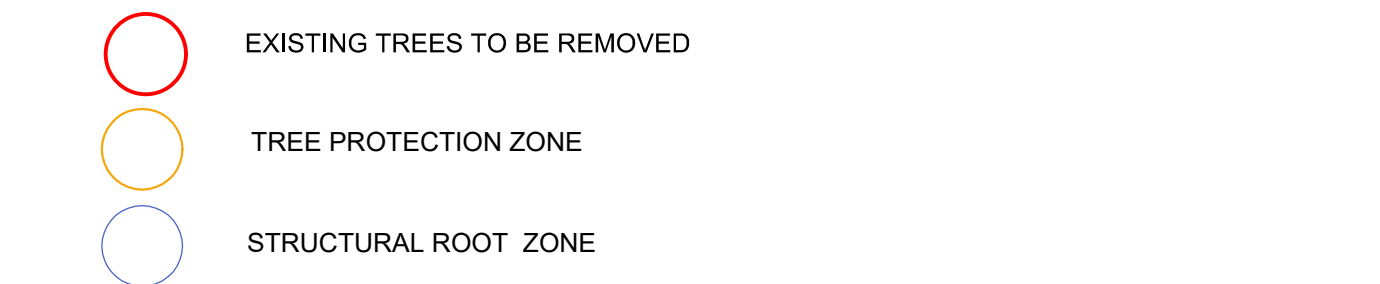 EXISTING TREES TO BE REMOVED
TREE PROTECTION ZONE
STRUCTURAL ROOT ZONE